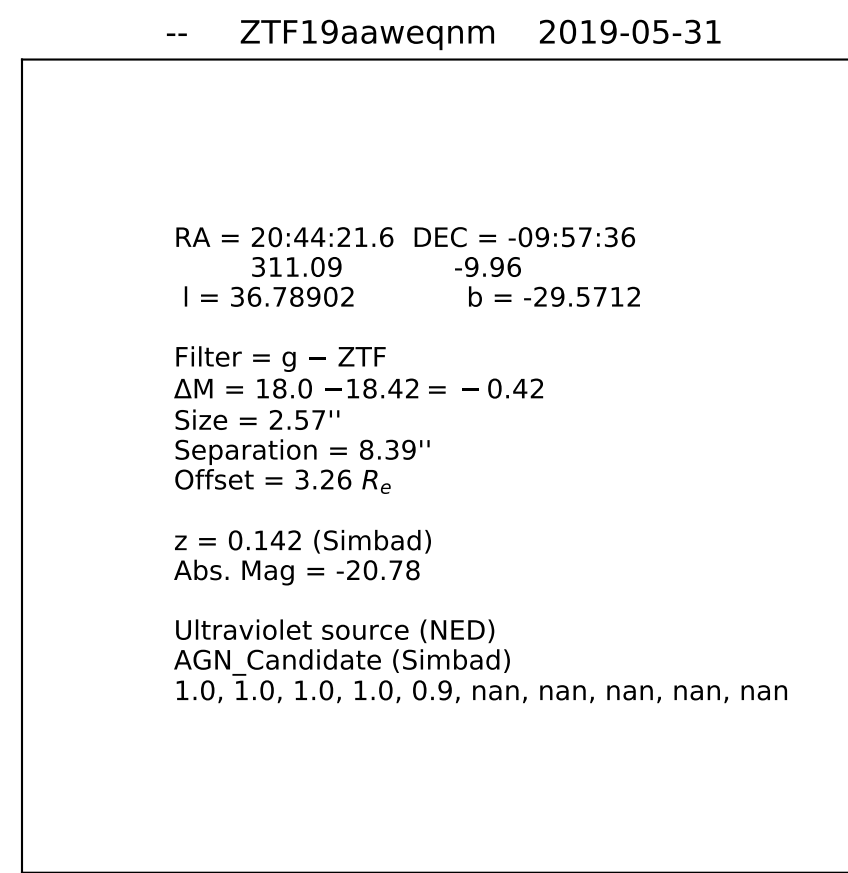 -- ZTF19aaweqnm 2019-05-31
RA = 20:44:21.6 DEC = -09:57:36
311.09 -9.96
l = 36.78902 b = -29.5712
Filter = g − ZTF
ΔM = 18.0 −18.42 = − 0.42
Size = 2.57''
Separation = 8.39''
Offset = 3.26 Re
z = 0.142 (Simbad)
Abs. Mag = -20.78
Ultraviolet source (NED)
AGN_Candidate (Simbad)
1.0, 1.0, 1.0, 1.0, 0.9, nan, nan, nan, nan, nan